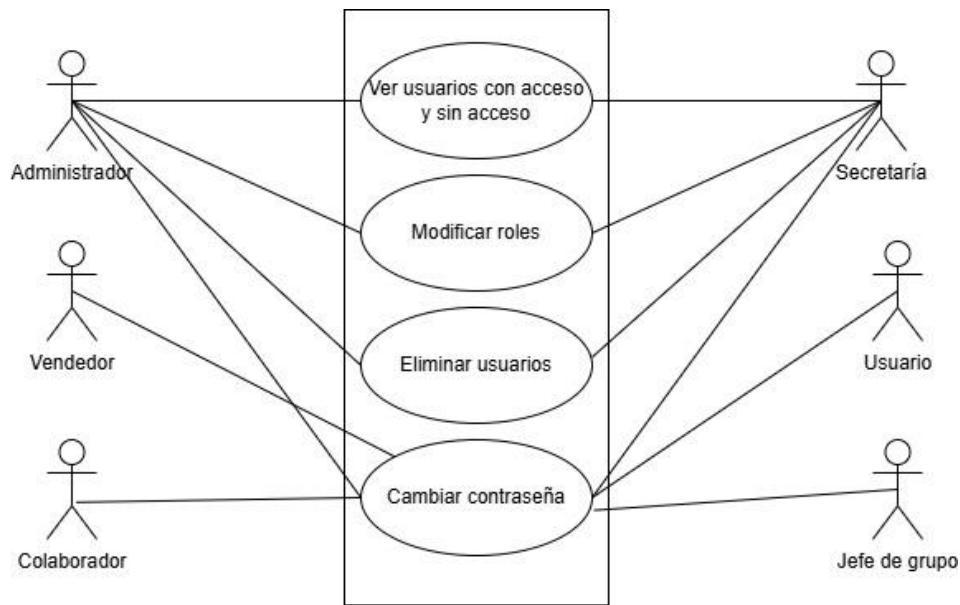 Ver usuarios con acceso
y sin acceso
Administrador
Secretaría
Modificar roles
Vendedor
Usuario
Eliminar usuarios
Cambiar contraseña
Colaborador
Jefe de grupo